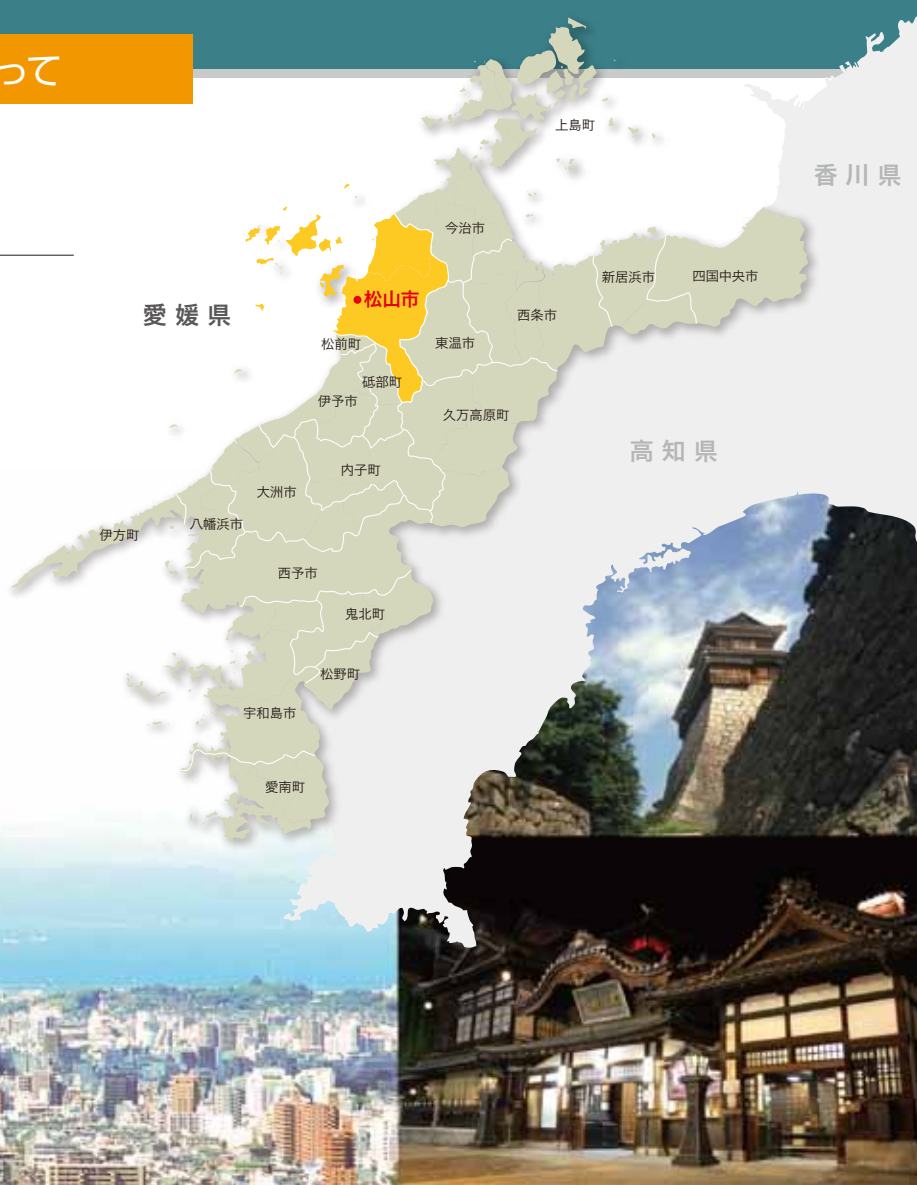 って
上島町
香川県
今治市
新居浜市
四国中央市
松山市
愛媛県
西条市
松前町
東温市
砥部町
伊予市
久万高原町
高知県
内子町
大洲市
八幡浜市
伊方町
西予市
鬼北町
松野町
宇和島市
愛南町